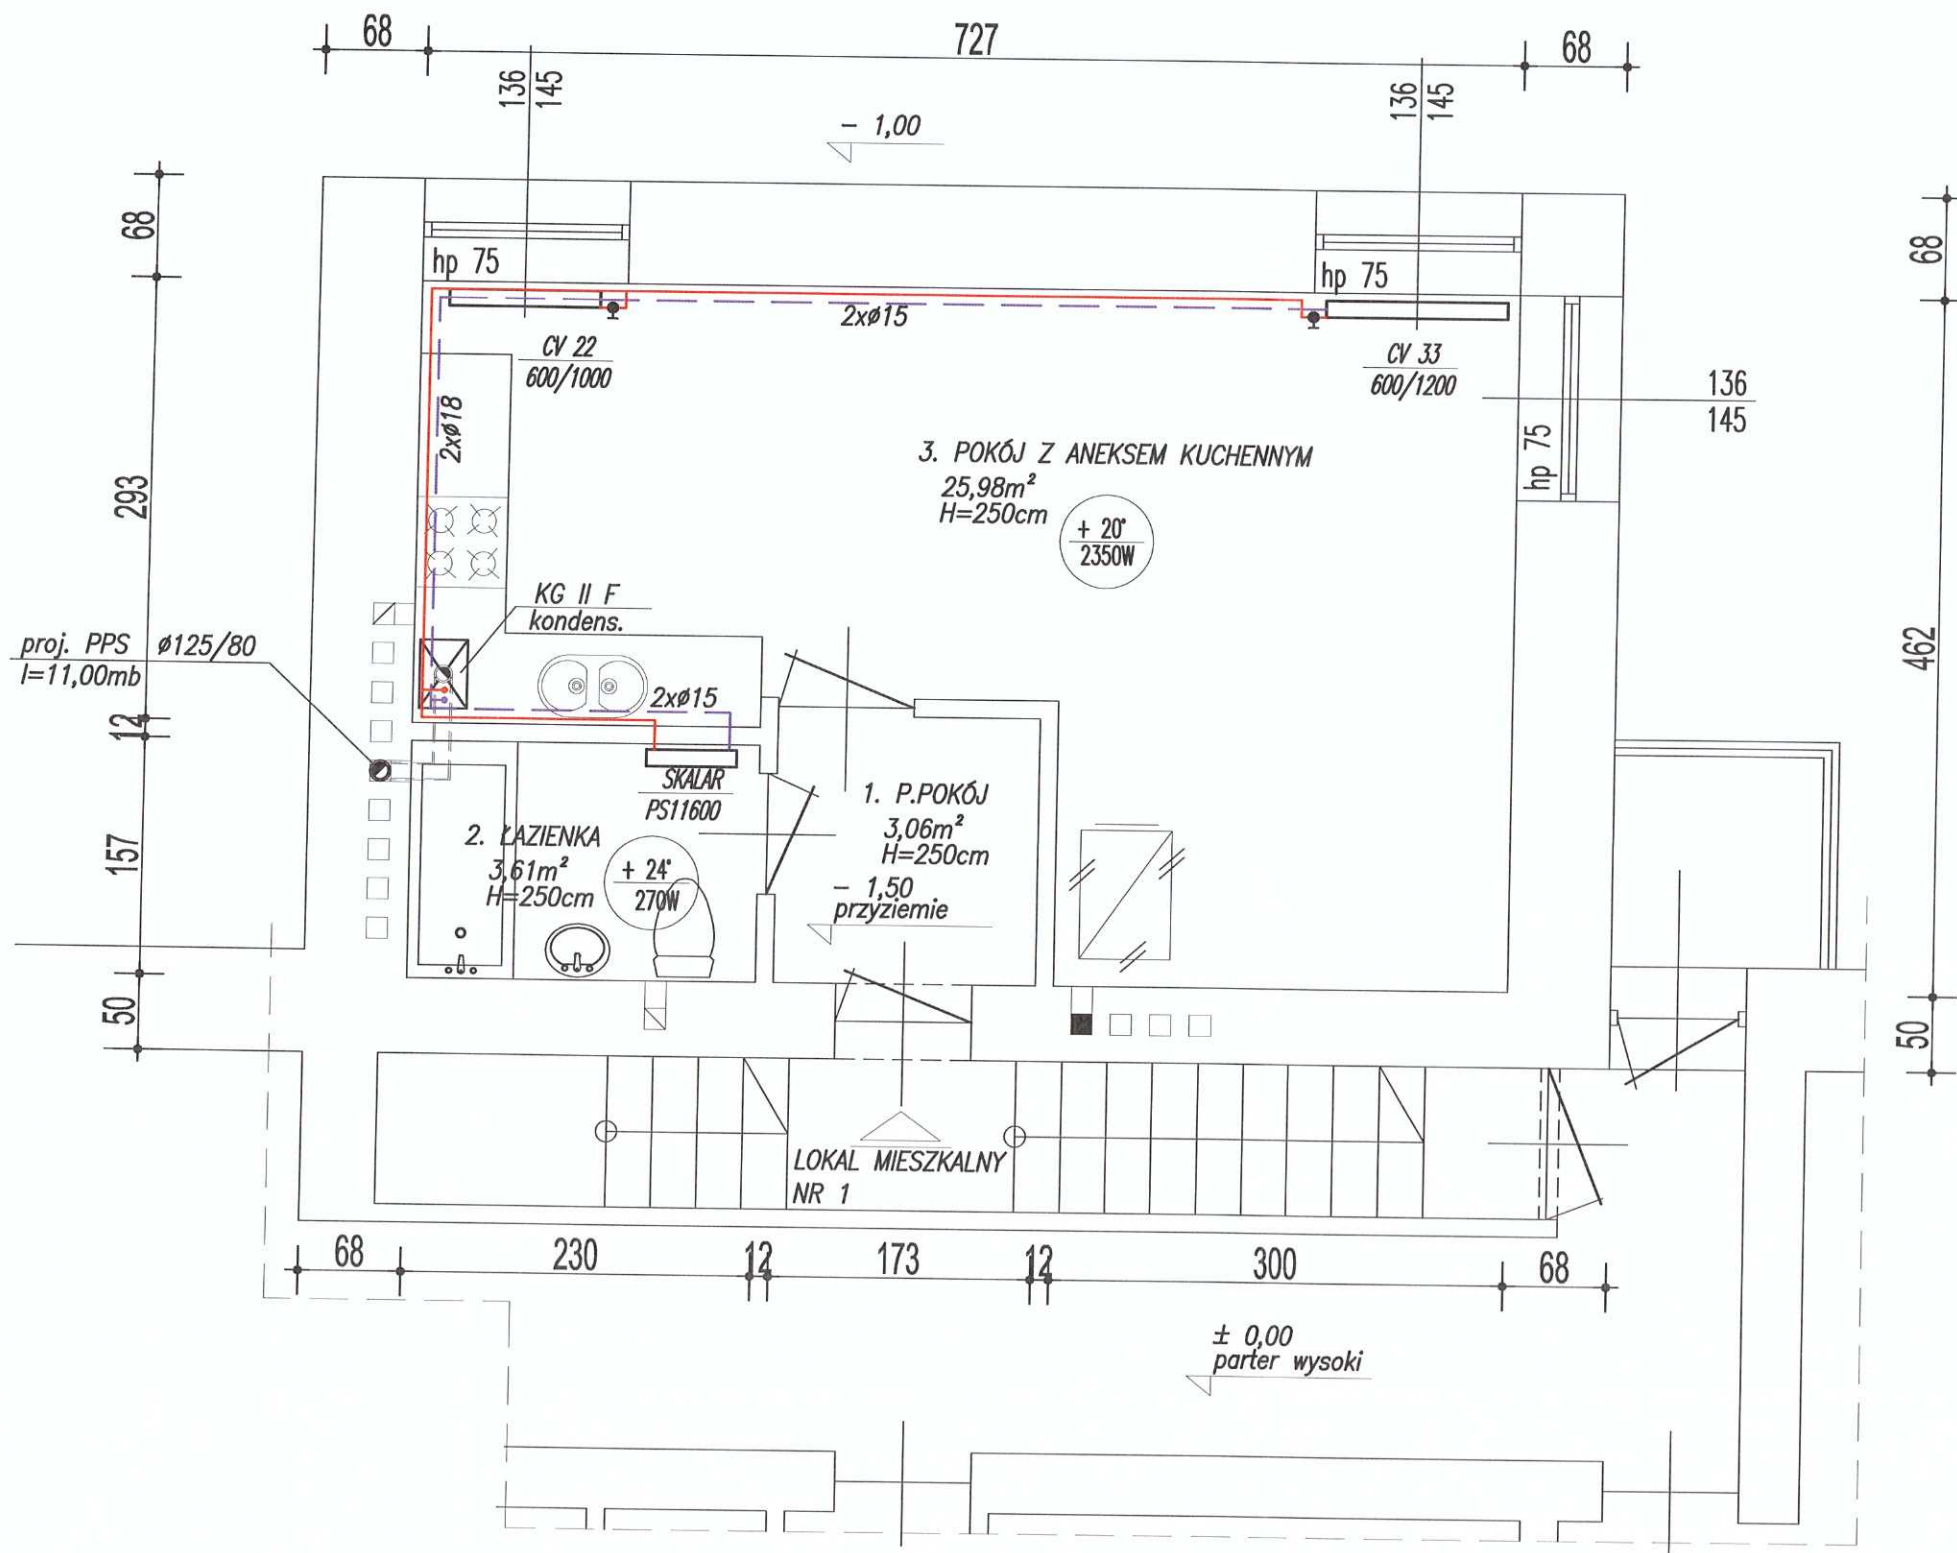 68
727
68
136
145
136
145
- 1,00
68
68
hp 75
hp 75
2xø15
CV 22
600/1000
CV 33
600/1200
136
145
2xø18
hp 75
293
3. POKÓJ Z ANEKSEM KUCHENNYM
25,98m²
H=250cm
+ 20°
2350W
KG II F
kondens.
proj. PPS ø125/80
l=11,00mb
462
2xø15
12
SKALAR
PS11600
1. P.POKÓJ
3,06m²
H=250cm
157
2. ŁAZIENKA
3,61m²
H=250cm
+ 24°
270W
- 1,50
przyziemie
50
50
LOKAL MIESZKALNY
NR 1
68
230
12
173
12
300
68
± 0,00
parter wysoki